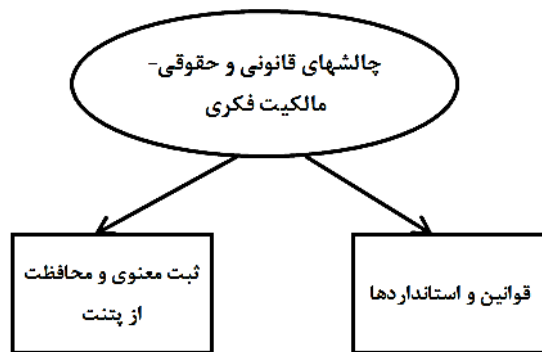 چالشهای قانونی و حقوقی-
مالکیت فکری
قوانین و استانداردها
ثبت معنوی و محافظت
از پتنت